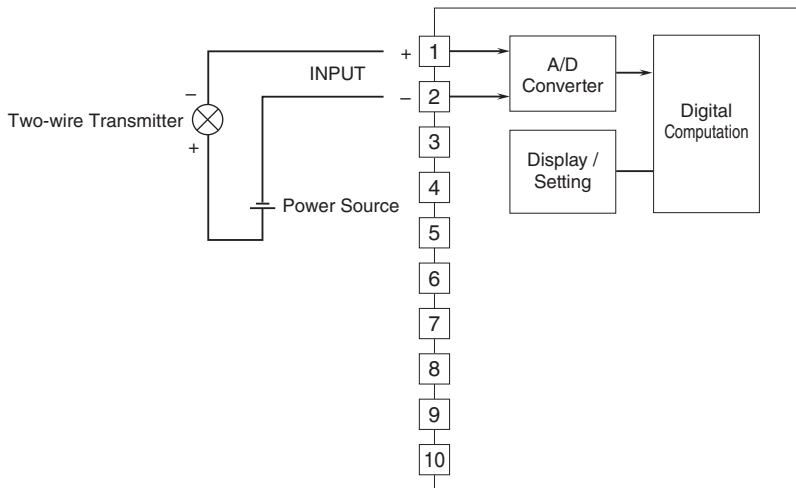 + 1
INPUT
– 2
–
Two-wire Transmitter
+
Power Source
3
4
5
6
7
8
9
10
A/D
Converter
Digital
Computation
Display /
Setting